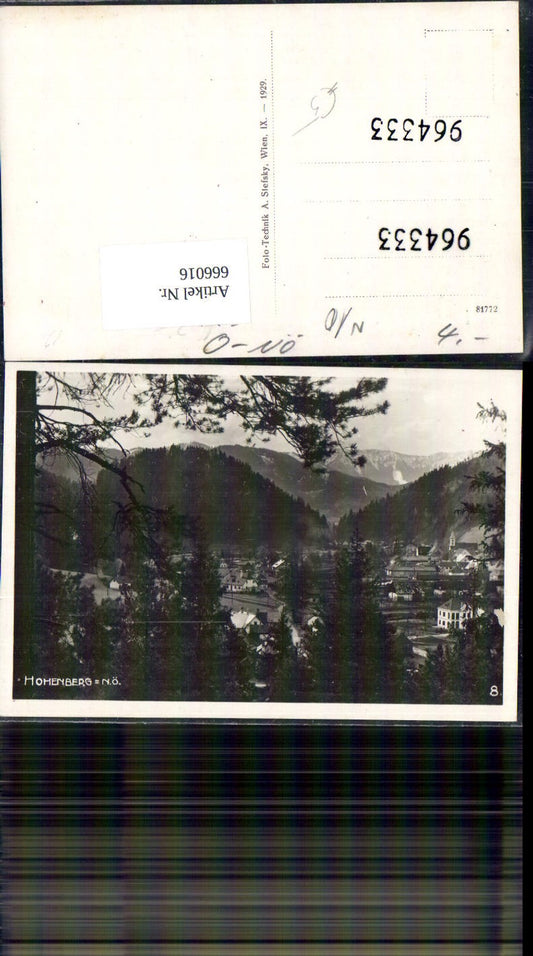 Foto-Technik A. Stefsky, Wien, IX. — 1929.
964333
964333
Artikel Nr.
666016
81772
Ö-NÖ
Ö/N
4.-
HOHENBERG = N.Ö.
8